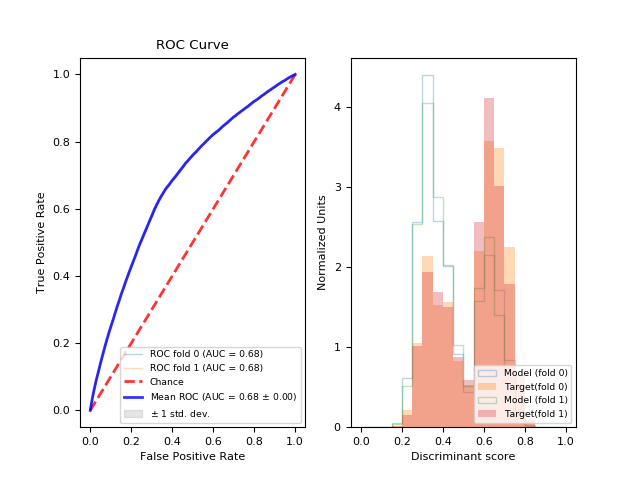 ROC Curve
True Positive Rate
1.0
0.8
0.6
0.4
0.2
0.0
0.0 0.2 0.4 0.6 0.8 1.0
False Positive Rate
ROC fold 0 (AUC = 0.68)
ROC fold 1 (AUC = 0.68)
Chance
Mean ROC (AUC = 0.68 ± 0.00)
± 1 std. dev.
Normalized Units
4
3
2
1
0
0.0 0.2 0.4 0.6 0.8 1.0
Discriminant score
Model (fold 0)
Target(fold 0)
Model (fold 1)
Target(fold 1)